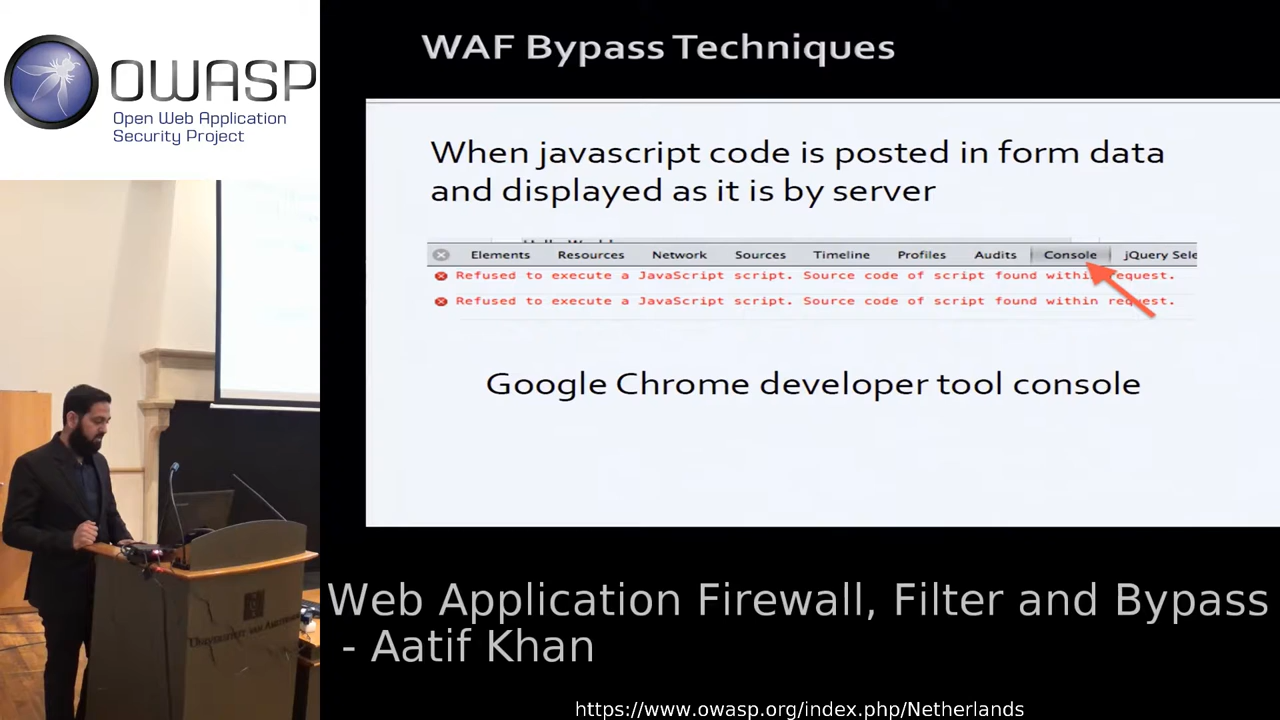 OWASP
Open Web Application
Security Project
WAF Bypass Techniques
When javascript code is posted in form data
and displayed as it is by server
Elements Resources Network Sources Timeline Profiles Audits Console jQuery Sele
Refused to execute a JavaScript script. Source code of script found within request.
Refused to execute a JavaScript script. Source code of script found within request.
Google Chrome developer tool console
UNIVERSITEIT VAN AMSTERDAM
Web Application Firewall, Filter and Bypass
- Aatif Khan
https://www.owasp.org/index.php/Netherlands